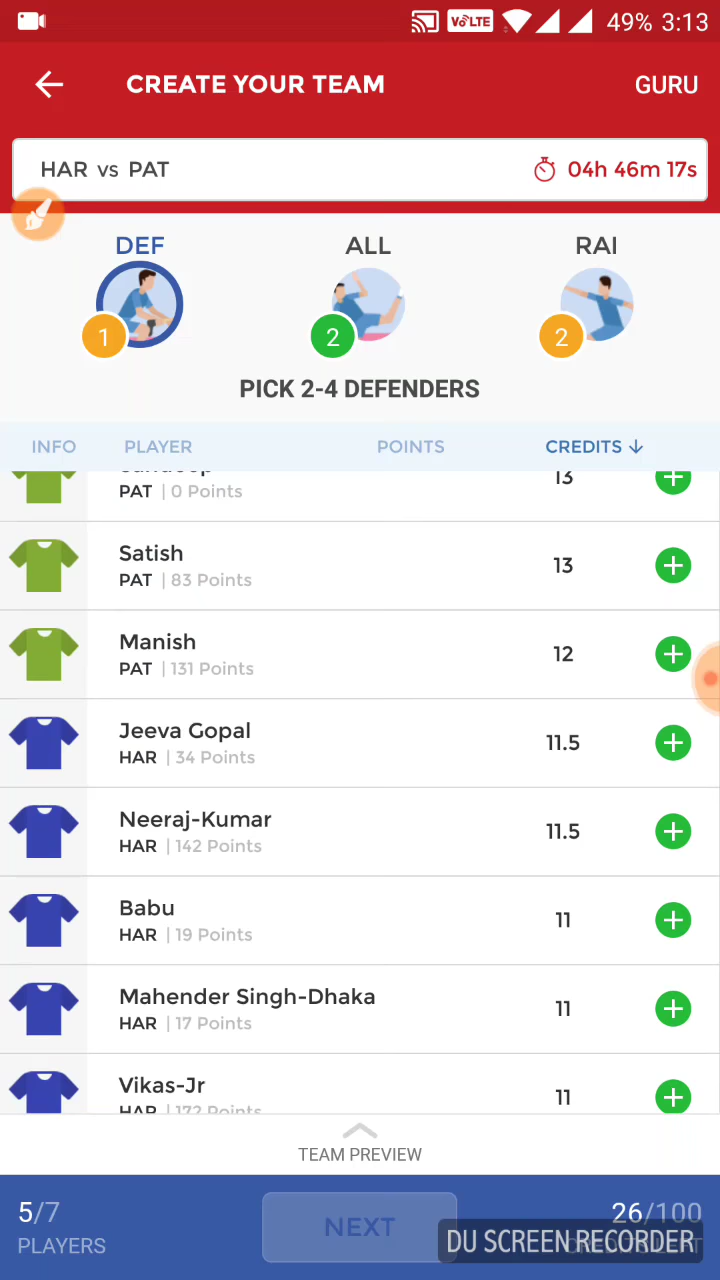 VoLTE 49% 3:13
CREATE YOUR TEAM GURU
HAR vs PAT 04h 46m 17s
DEF ALL RAI
1 2 2
PICK 2-4 DEFENDERS
INFO PLAYER POINTS CREDITS
13
PAT | 0 Points
Satish
PAT | 83 Points
13
Manish
PAT | 131 Points
12
Jeeva Gopal
HAR | 34 Points
11.5
Neeraj-Kumar
HAR | 142 Points
11.5
Babu
HAR | 19 Points
11
Mahender Singh-Dhaka
HAR | 17 Points
11
Vikas-Jr
HAR | 172 Points
11
TEAM PREVIEW
5/7
PLAYERS
NEXT
26/100
DU SCREEN RECORDER